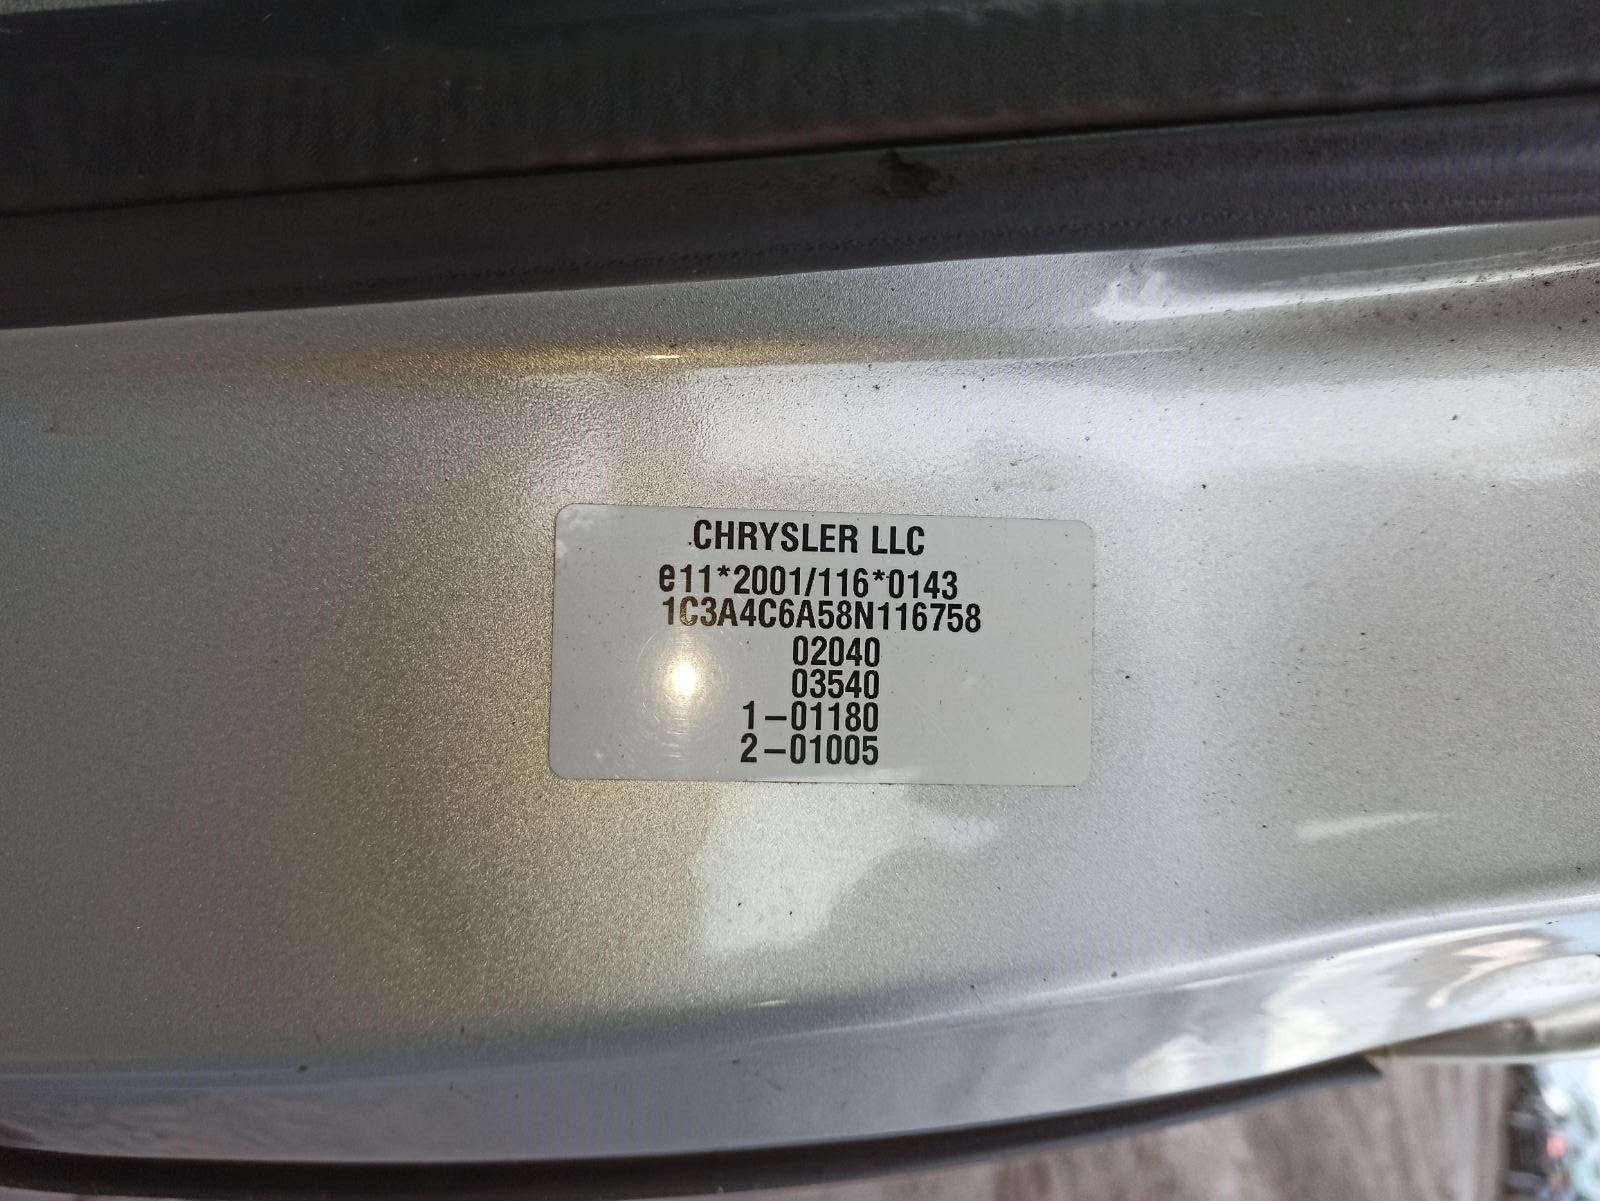 CHRYSLER LLC
e11*2001/116*0143
1C3A4C6A58N116758
02040
03540
1-01180
2-01005